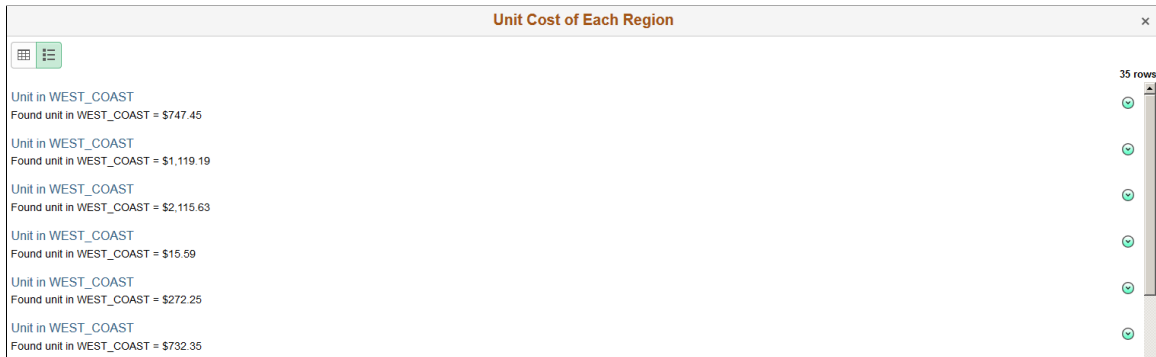 Unit Cost of Each Region
×
35 rows
Unit in WEST_COAST
Found unit in WEST_COAST = $747.45
Unit in WEST_COAST
Found unit in WEST_COAST = $1,119.19
Unit in WEST_COAST
Found unit in WEST_COAST = $2,115.63
Unit in WEST_COAST
Found unit in WEST_COAST = $15.59
Unit in WEST_COAST
Found unit in WEST_COAST = $272.25
Unit in WEST_COAST
Found unit in WEST_COAST = $732.35